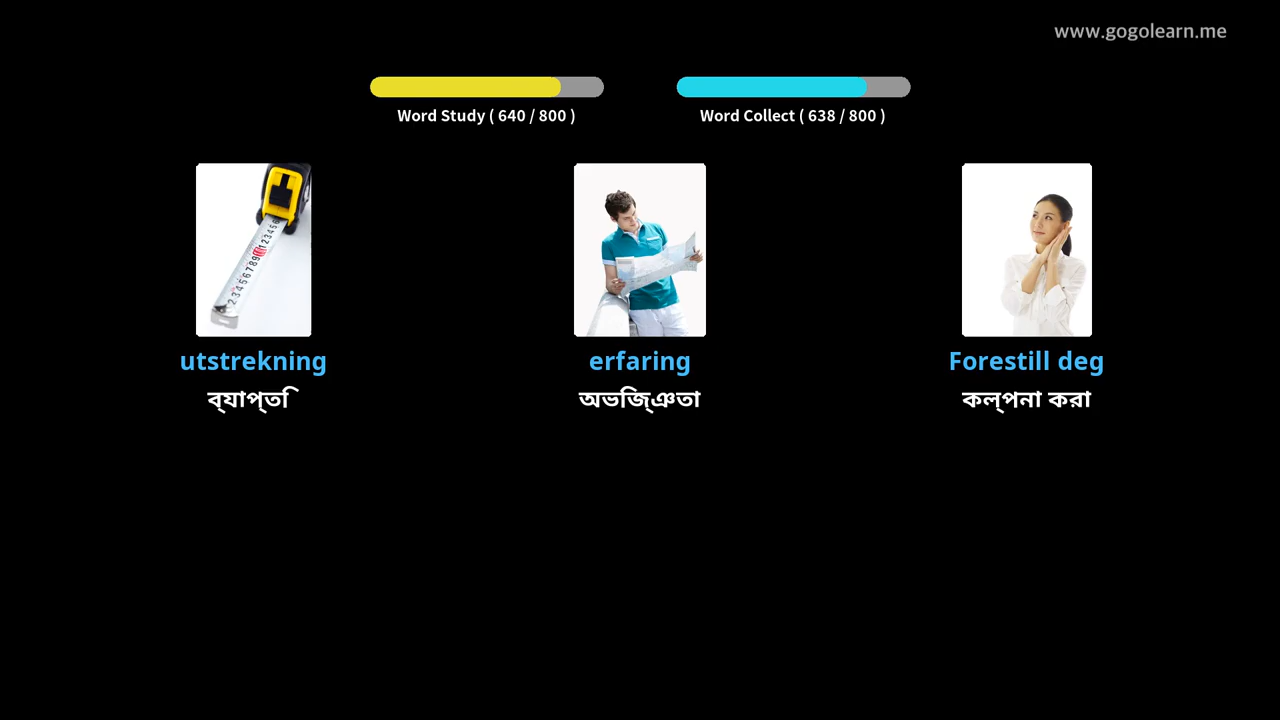 www.gogolearn.me
Word Study ( 640 / 800 )
Word Collect ( 638 / 800 )
utstrekning
erfaring
Forestill deg
ব্যাপ্তি
অভিজ্ঞতা
কল্পনা করা